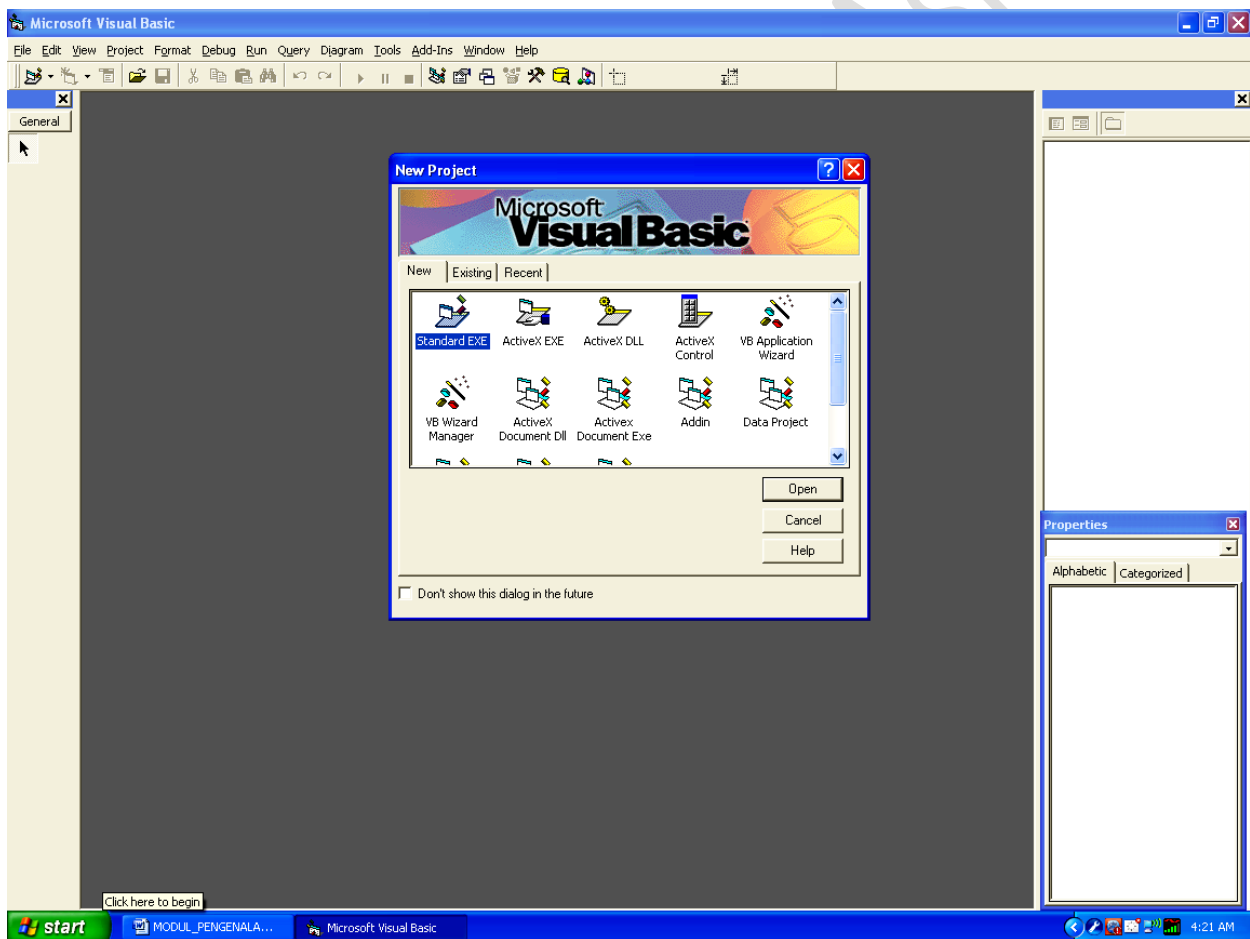 Microsoft Visual Basic
File Edit View Project Format Debug Run Query Diagram Tools Add-Ins Window Help
General
New Project
Microsoft
Visual Basic
New Existing Recent
Standard EXE ActiveX EXE ActiveX DLL ActiveX Control VB Application Wizard
VB Wizard Manager ActiveX Document Dll Activex Document Exe Addin Data Project
Open
Cancel
Help
Don't show this dialog in the future
Properties
Alphabetic Categorized
Click here to begin
start MODUL_PENGENALA... Microsoft Visual Basic 4:21 AM